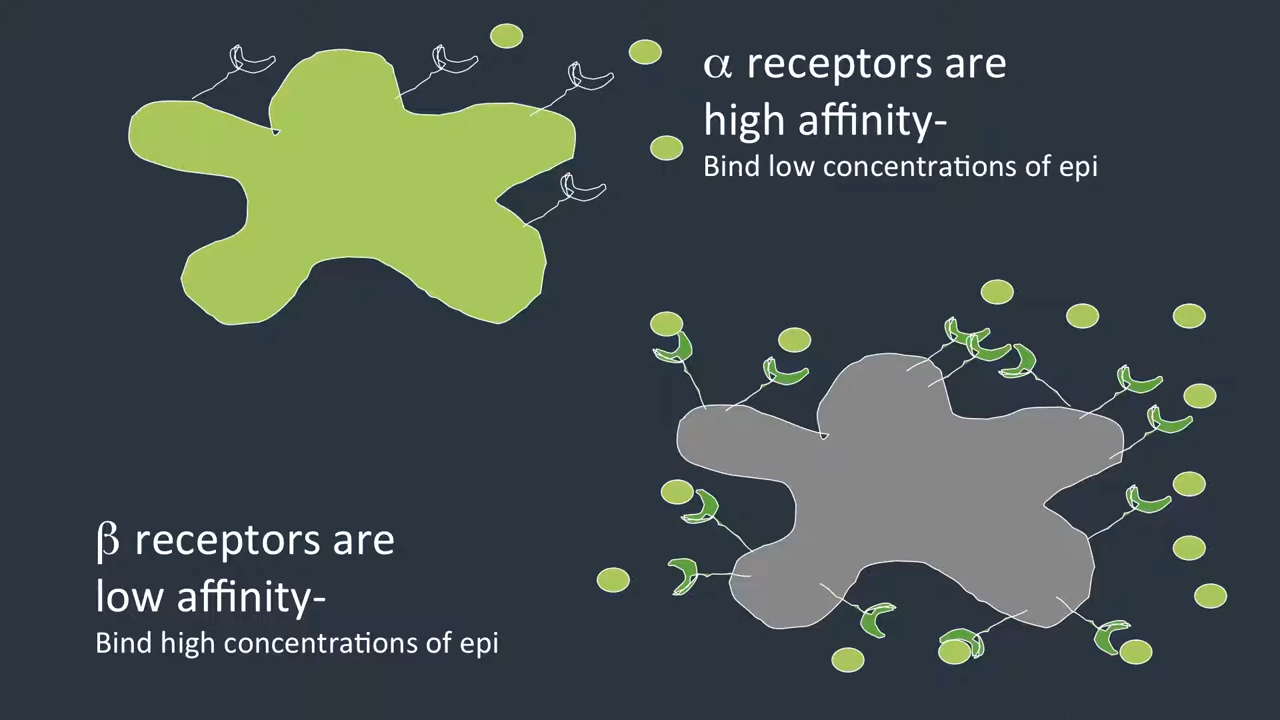 α receptors are
high affinity-
Bind low concentrations of epi
β receptors are
low affinity-
Bind high concentrations of epi